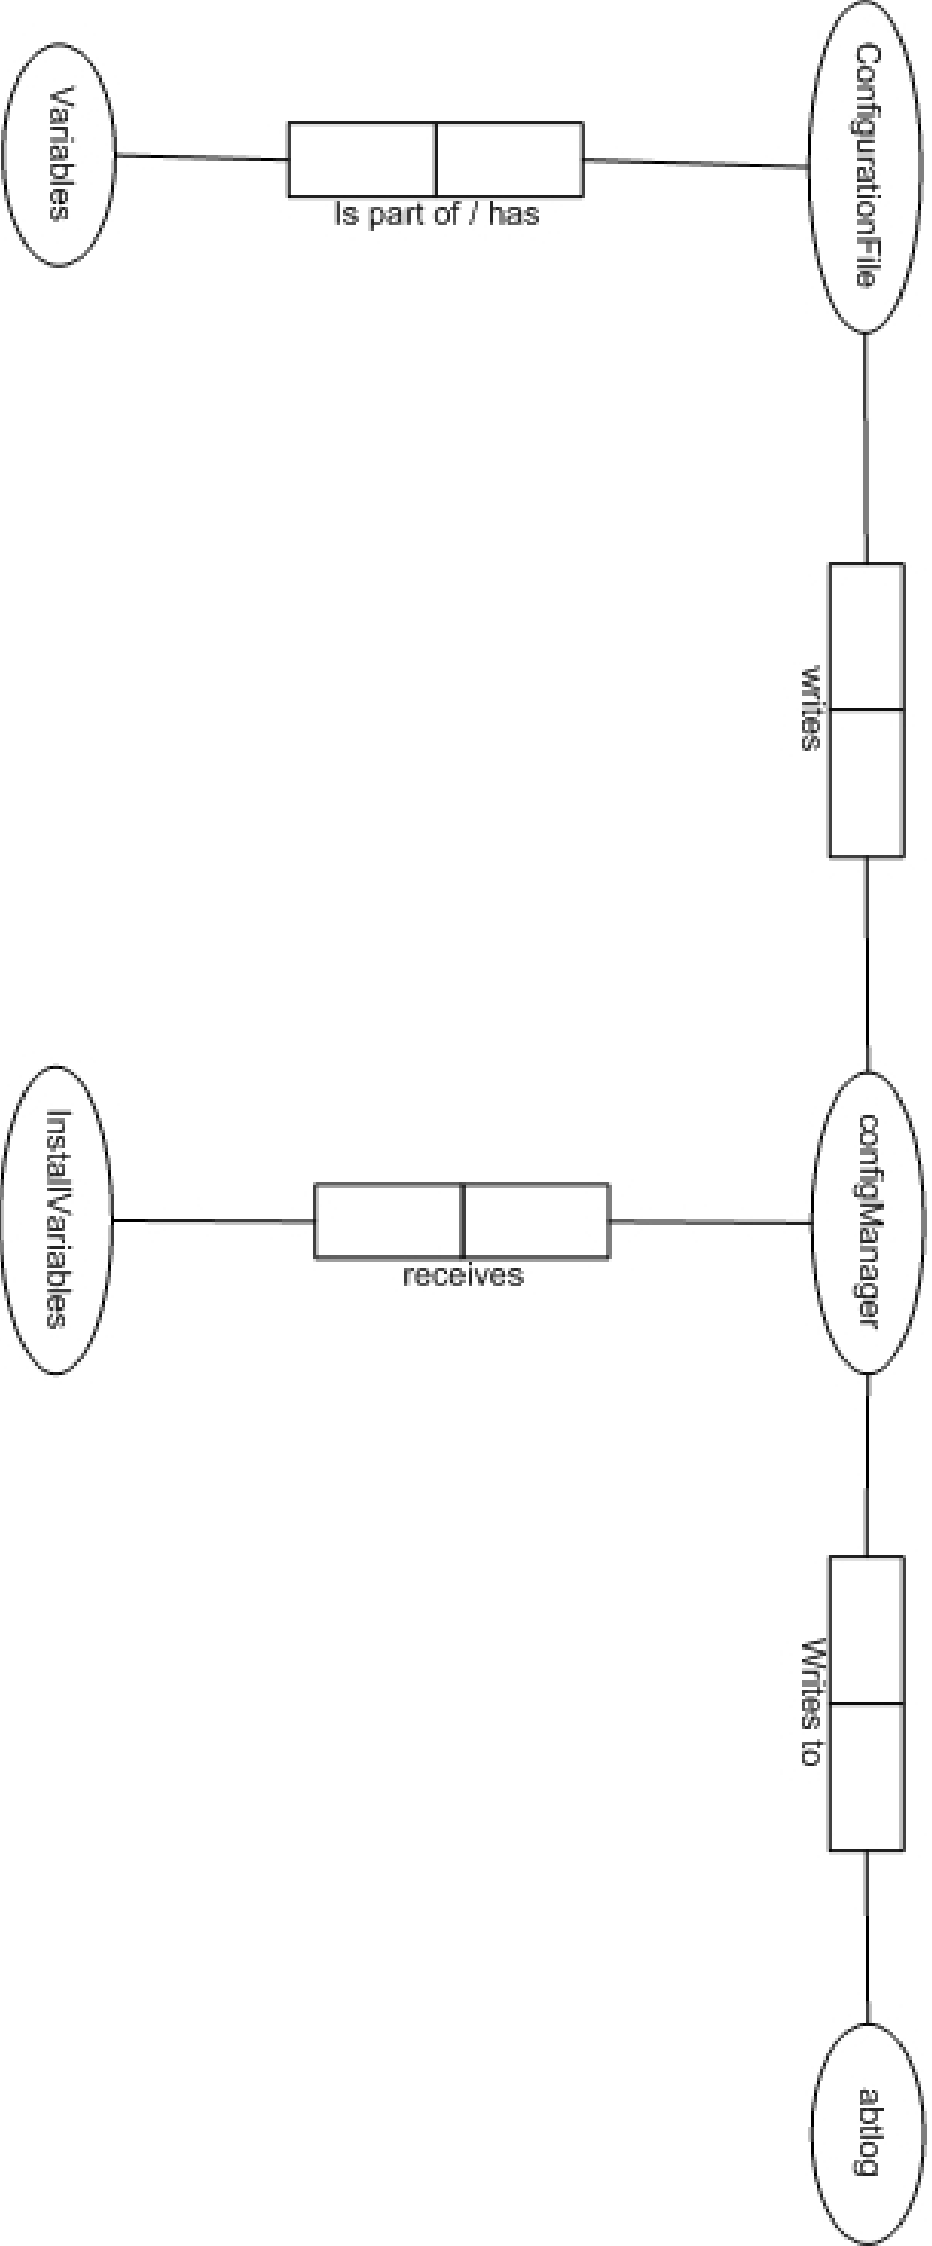 ConfigurationFile
Variables
Is part of / has
writes
configManager
InstallVariables
receives
Writes to
abtlog